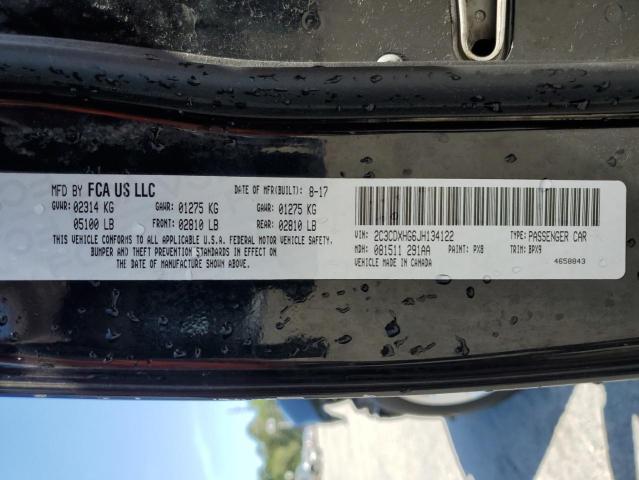 MFD BY FCA US LLC DATE OF MFR(BUILT): 8-17
GVWR: 02314 KG GAWR: 01275 KG GAWR: 01275 KG
05100 LB FRONT: 02810 LB REAR: 02810 LB
THIS VEHICLE CONFORMS TO ALL APPLICABLE U.S.A. FEDERAL MOTOR VEHICLE SAFETY,
BUMPER AND THEFT PREVENTION STANDARDS IN EFFECT ON
THE DATE OF MANUFACTURE SHOWN ABOVE.
VIN: 2C3CDXHG6JH134122 TYPE: PASSENGER CAR
MDH: 081511 291AA PAINT: PX8 TRIM: BPX9
VEHICLE MADE IN CANADA 4658843